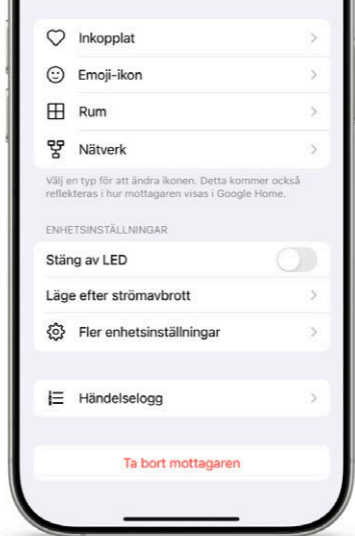 Inkopplat
Emoji-ikon
Rum
Nätverk
Välj en typ för att ändra ikonen. Detta kommer också
reflekteras i hur mottagaren visas i Google Home.
ENHETSINSTÄLLNINGAR
Stäng av LED
Läge efter strömavbrott
Fler enhetsinställningar
Händelselogg
Ta bort mottagaren